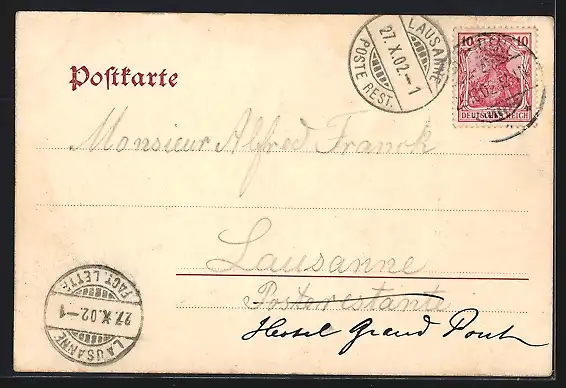 LAUSANNE
27. X. 02.-1
POSTE REST.
10 10
DEUTSCHES REICH
Postkarte
Monsieur Alfred Franck
Lausanne
Posterestante
Hotel Grand Pont
LAUSANNE
27. X. 02.-1
FACT. LETTR.